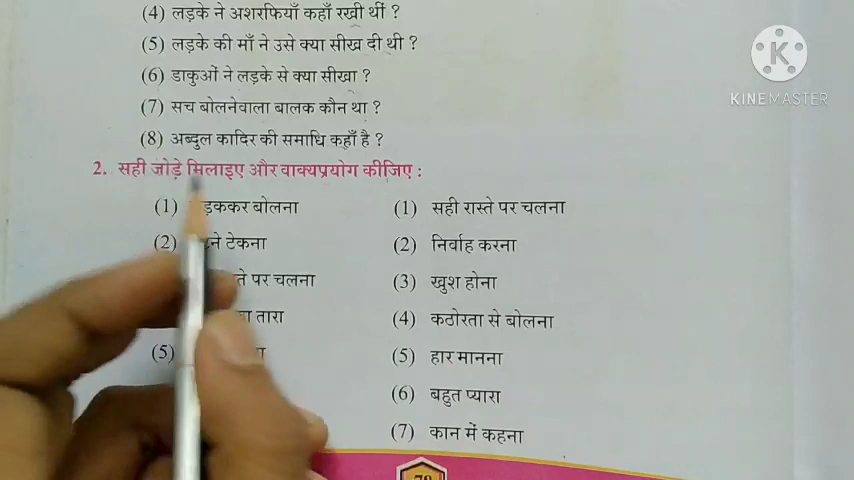 (4) लड़के ने अशरफियाँ कहाँ रखी थीं ?
(5) लड़के की माँ ने उसे क्या सीख दी थी ?
(6) डाकुओं ने लड़के से क्या सीखा ?
(7) सच बोलनेवाला बालक कौन था ?
(8) अब्दुल कादिर की समाधि कहाँ है ?
2. सही जोड़े मिलाइए और वाक्यप्रयोग कीजिए :
(1) बोलना (1) सही रास्ते पर चलना
(2) टेकना (2) निर्वाह करना
पर चलना (3) खुश होना
तारा (4) कठोरता से बोलना
(5) (5) हार मानना
(6) बहुत प्यारा
(7) कान में कहना
KINEMASTER